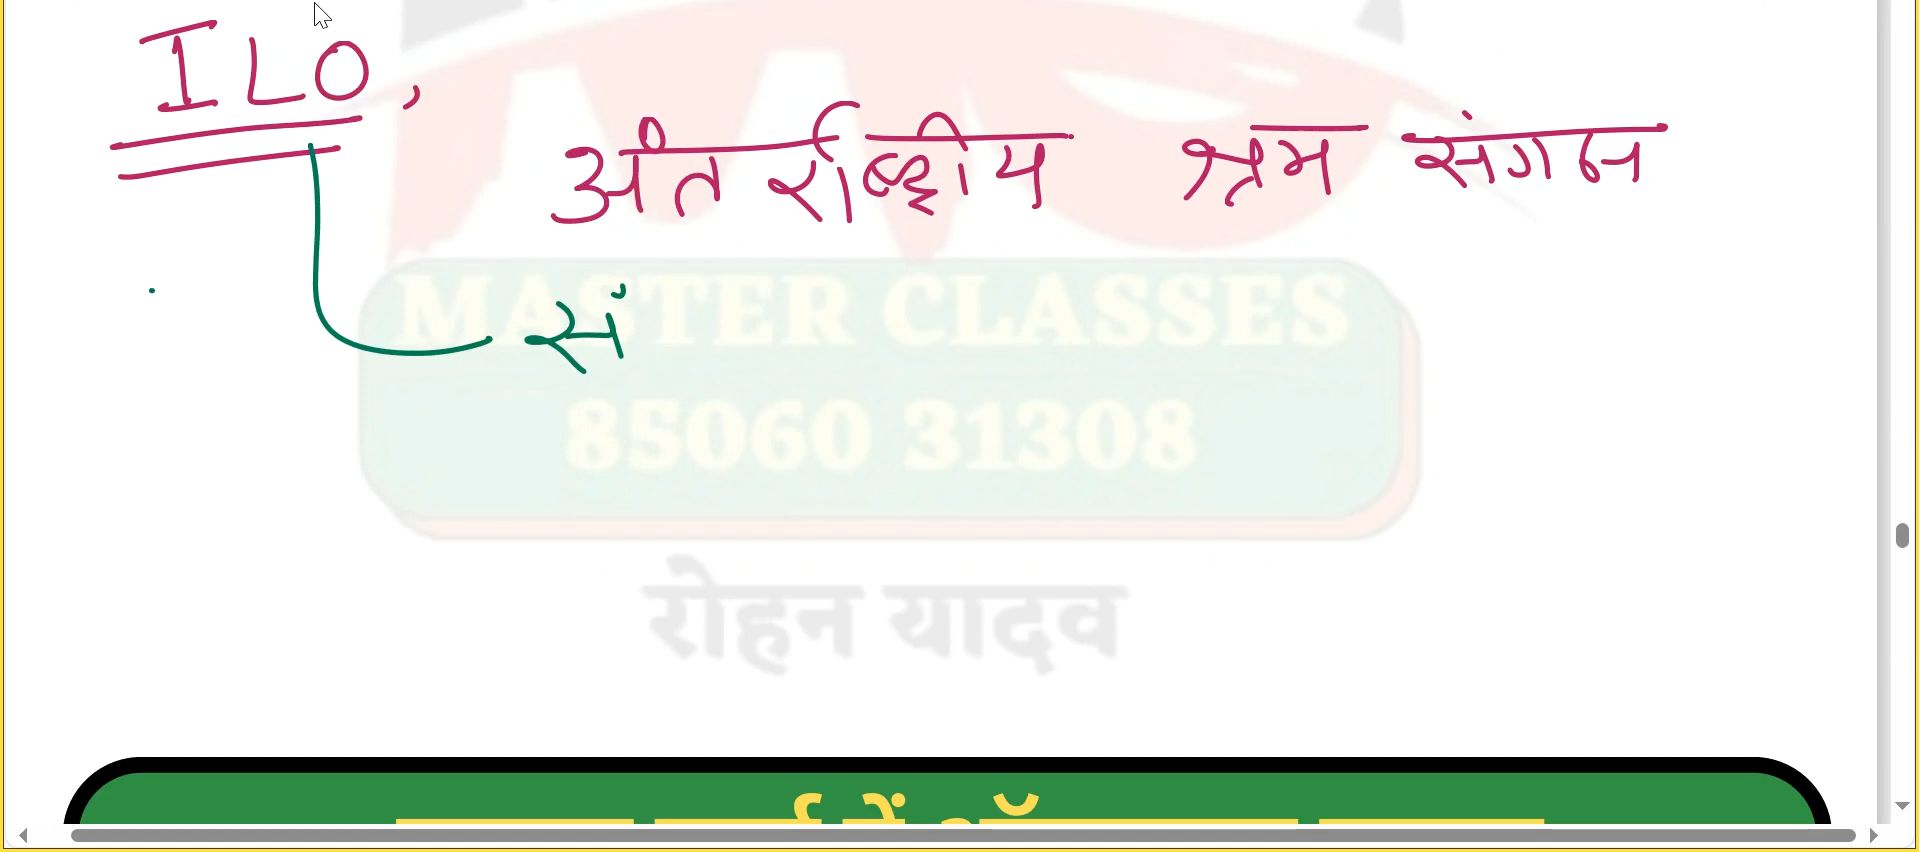 ILO, अंतर्राष्ट्रीय श्रम संगठन
सं
MASTER CLASSES
85060 31308
रोहन यादव